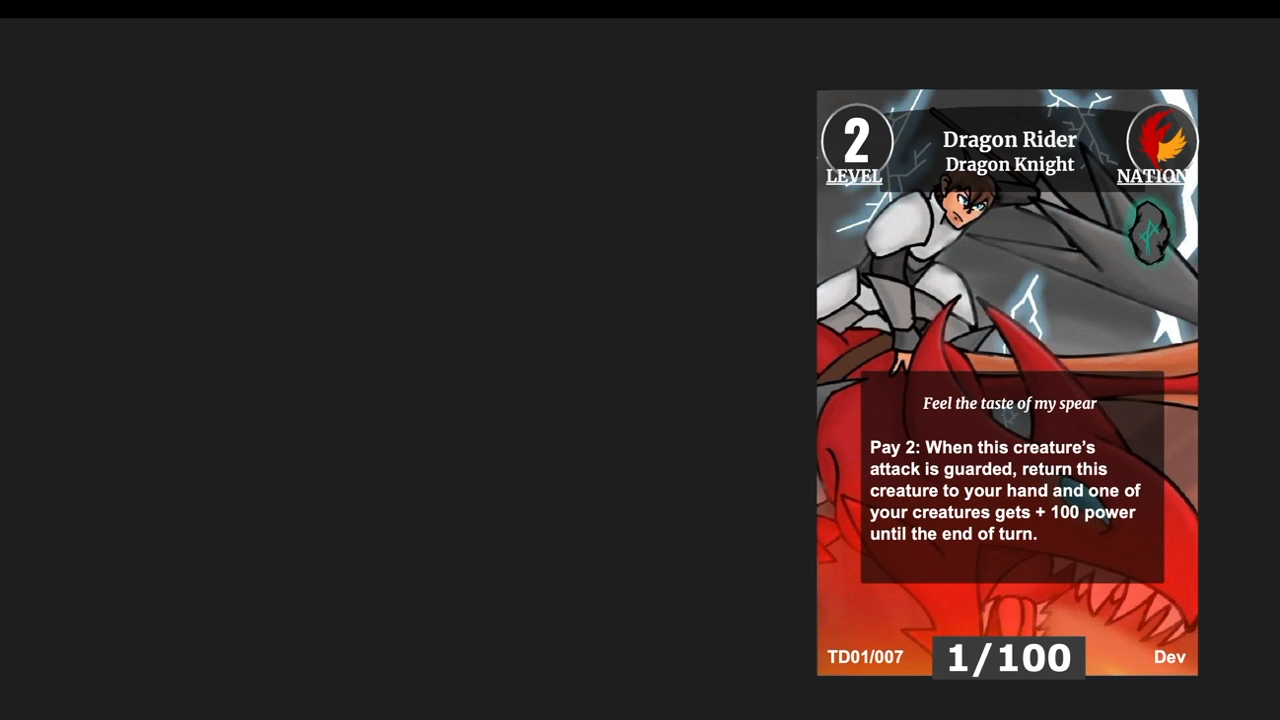 2
LEVEL
Dragon Rider
Dragon Knight
NATION
Feel the taste of my spear
Pay 2: When this creature’s
attack is guarded, return this
creature to your hand and one of
your creatures gets + 100 power
until the end of turn.
TD01/007
1/100
Dev